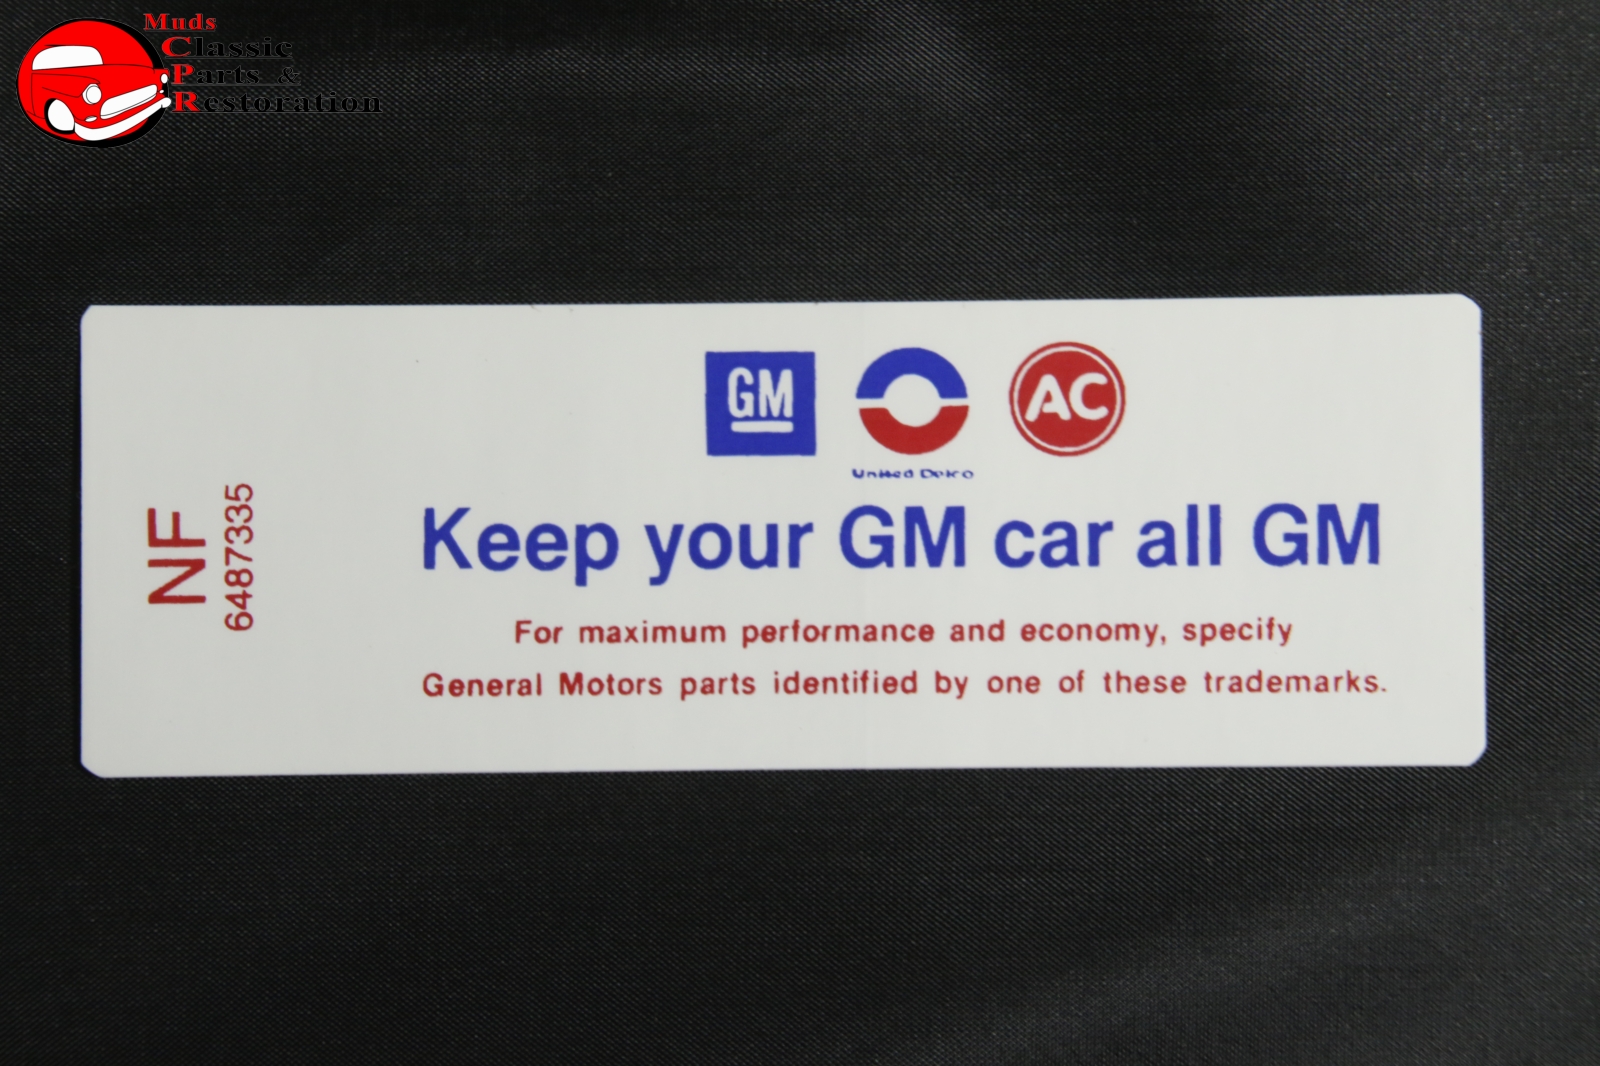 Muds
Classic
Parts &
Restoration
GM
AC
United Delco
NF
6487335
Keep your GM car all GM
For maximum performance and economy, specify
General Motors parts identified by one of these trademarks.